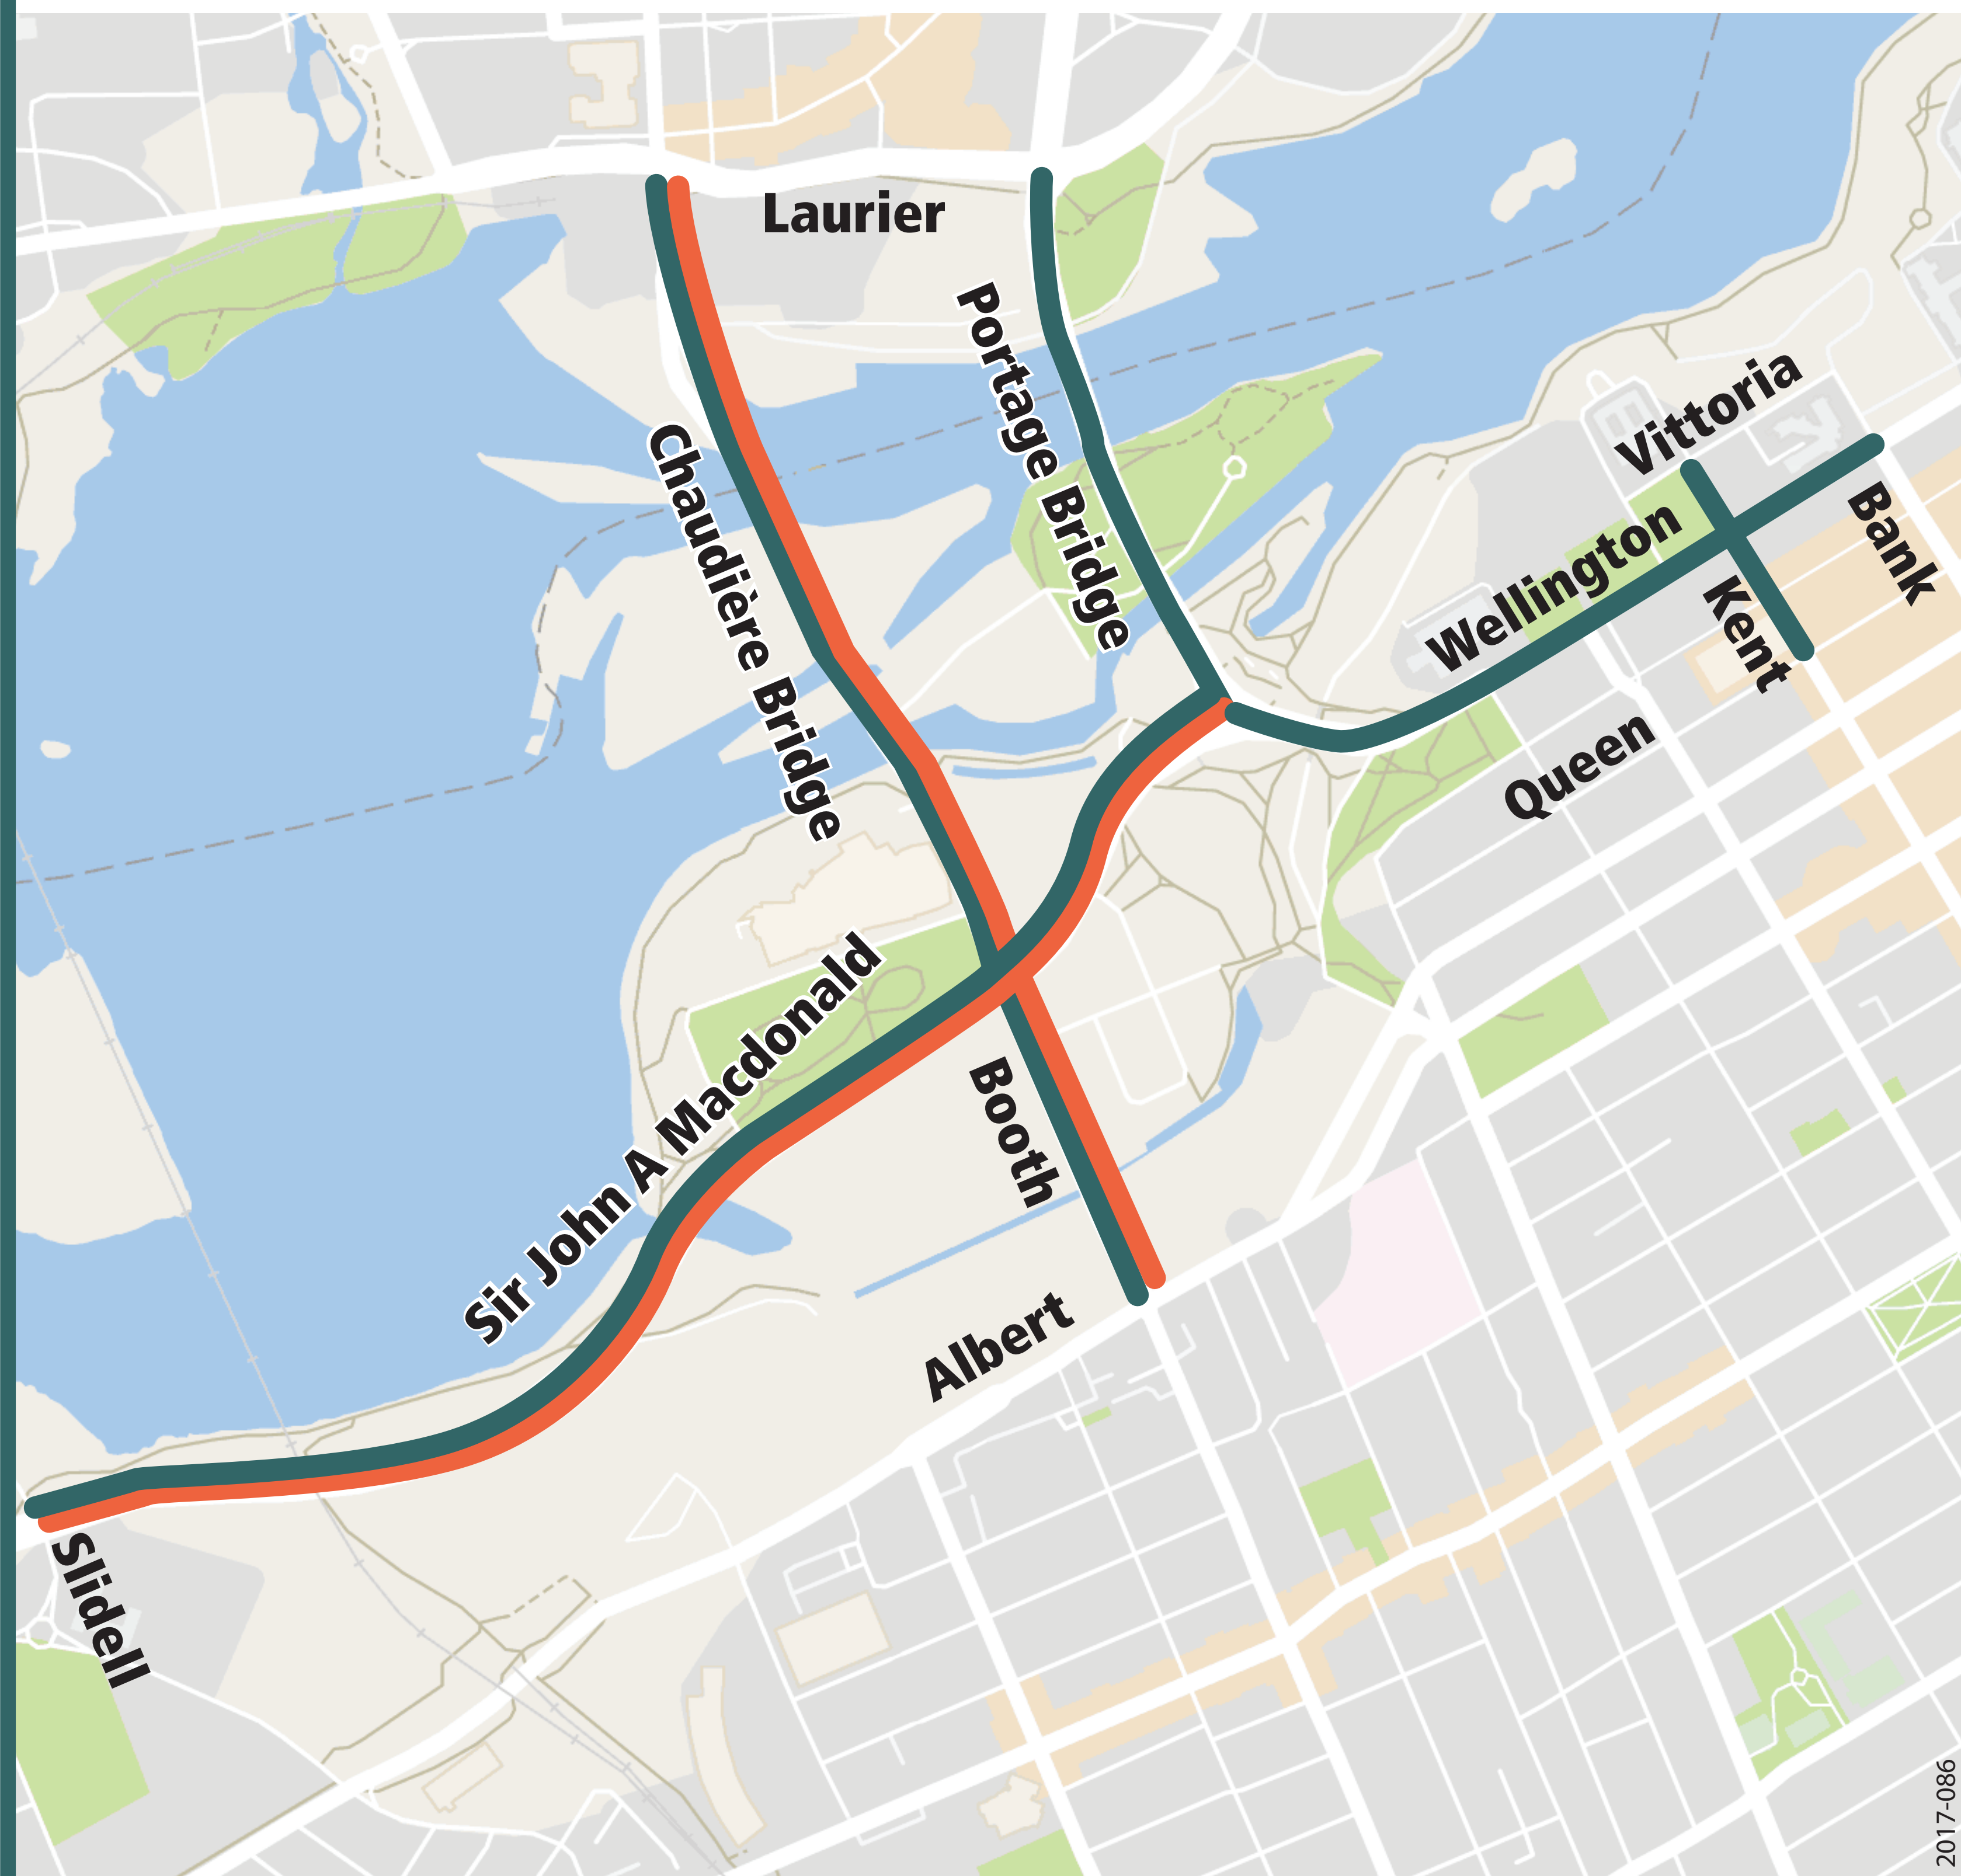 Laurier
Portage Bridge
Chaudière Bridge
Vittoria
Wellington
Bank
Kent
Queen
Sir John A Macdonald
Booth
Albert
Slidell
2017-086